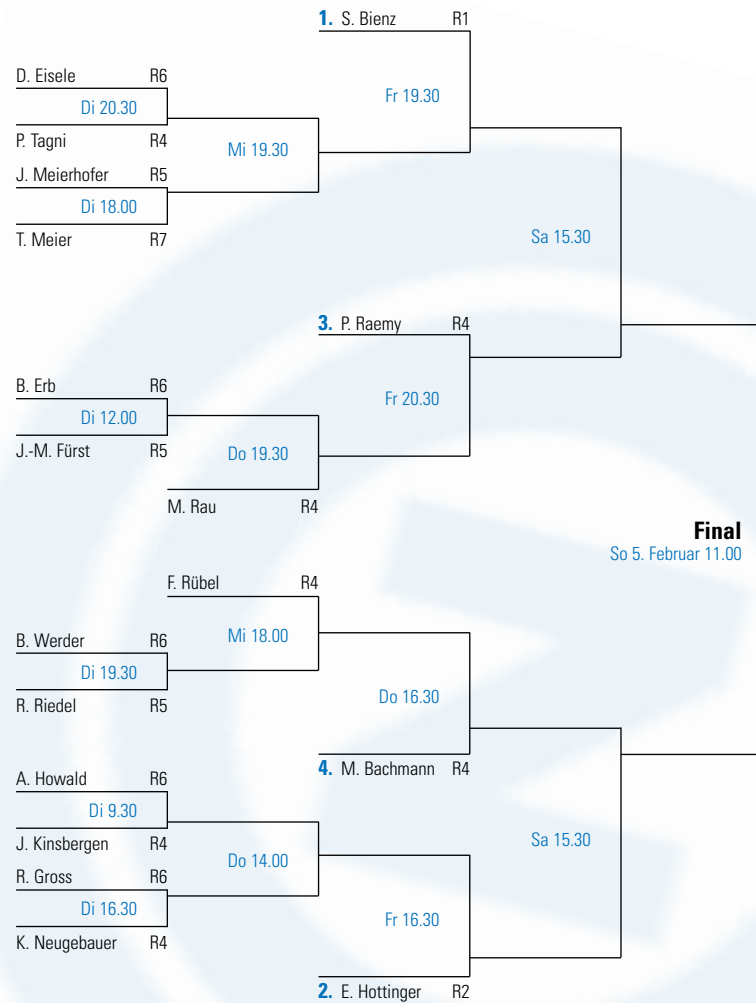 1. S. Bienz R1
D. Eisele R6
Di 20.30
Fr 19.30
P. Tagni R4
Mi 19.30
J. Meierhofer R5
Di 18.00
T. Meier R7
Sa 15.30
3. P. Raemy R4
B. Erb R6
Di 12.00
Fr 20.30
J.-M. Fürst R5
Do 19.30
M. Rau R4
Final
So 5. Februar 11.00
F. Rübel R4
Mi 18.00
B. Werder R6
Di 19.30
R. Riedel R5
Do 16.30
4. M. Bachmann R4
A. Howald R6
Di 9.30
J. Kinsbergen R4
Sa 15.30
Do 14.00
R. Gross R6
Di 16.30
Fr 16.30
K. Neugebauer R4
2. E. Hottinger R2